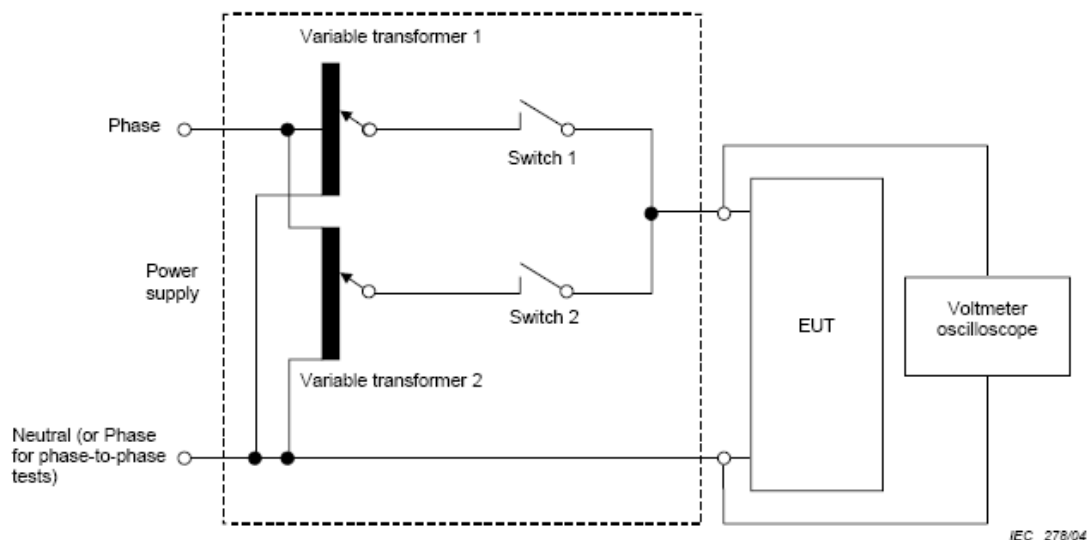 Variable transformer 1
Phase
Switch 1
Power
supply
Switch 2
EUT
Voltmeter
oscilloscope
Variable transformer 2
Neutral (or Phase
for phase-to-phase
tests)
IEC 278/04